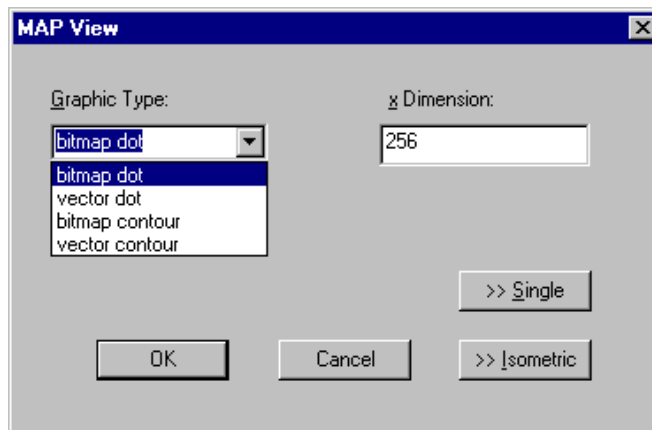 MAP View
Graphic Type:
x Dimension:
bitmap dot
256
bitmap dot
vector dot
bitmap contour
vector contour
>> Single
OK
Cancel
>> Isometric